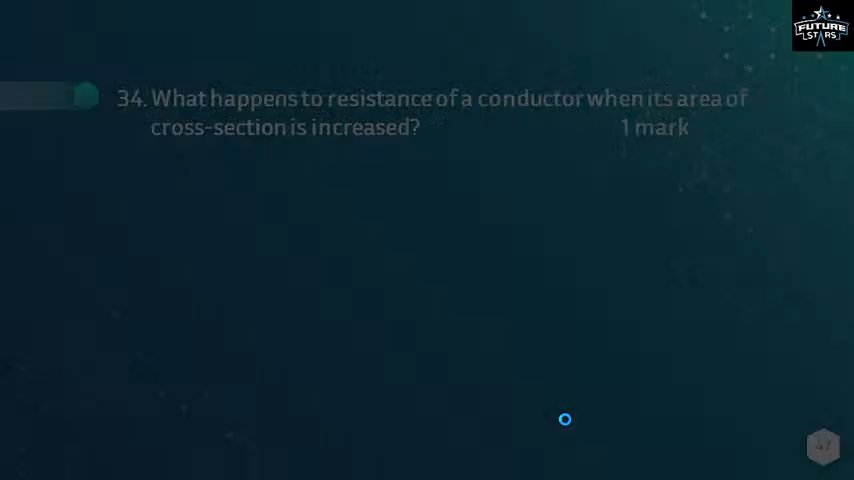 FUTURE
STARS
34. What happens to resistance of a conductor when its area of
cross-section is increased? 1 mark
47